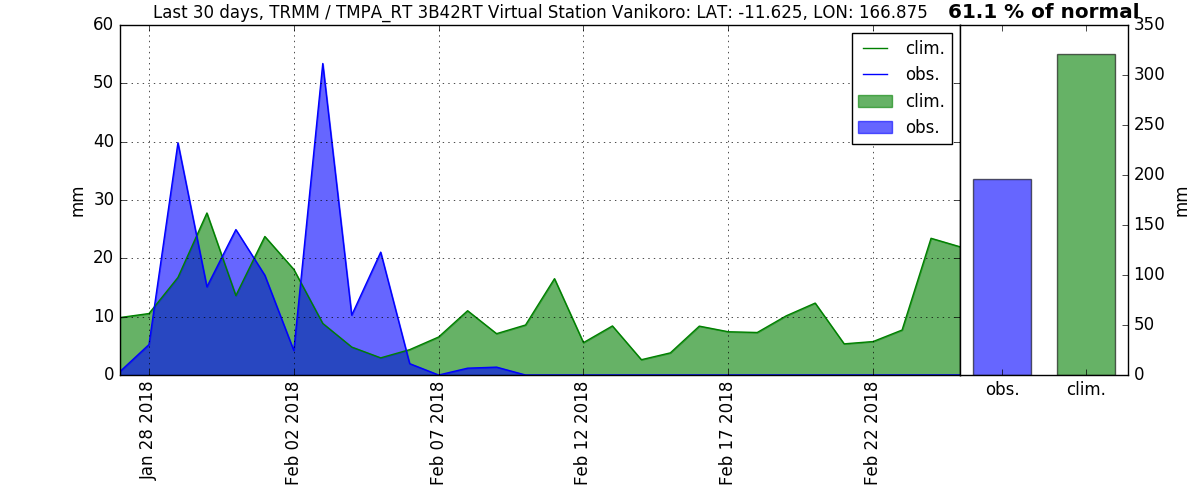 Last 30 days, TRMM / TMPA_RT 3B42RT Virtual Station Vanikoro: LAT: -11.625, LON: 166.875
61.1 % of normal
60
50
40
30
20
10
0
mm
clim.
obs.
clim.
obs.
Jan 28 2018
Feb 02 2018
Feb 07 2018
Feb 12 2018
Feb 17 2018
Feb 22 2018
350
300
250
200
150
100
50
0
mm
obs.
clim.